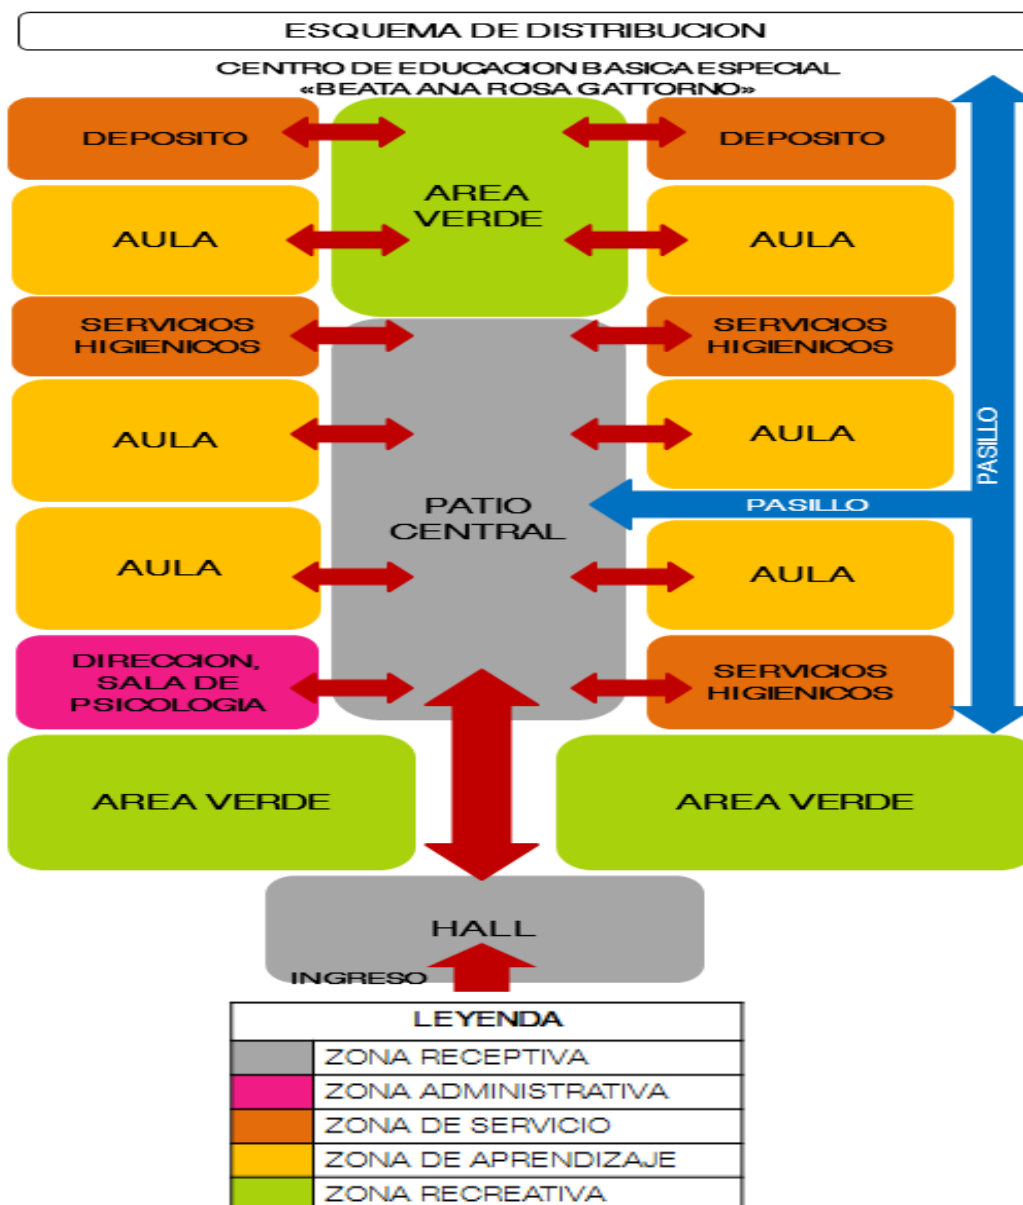 ESQUEMA DE DISTRIBUCION
CENTRO DE EDUCACION BASICA ESPECIAL
«BEATA ANA ROSA GATTORNO»
DEPOSITO
DEPOSITO
AREA
VERDE
AULA
AULA
SERVICIOS
HIGIENICOS
SERVICIOS
HIGIENICOS
AULA
AULA
PASILLO
PATIO
CENTRAL
PASILLO
AULA
AULA
DIRECCION,
SALA DE
PSICOLOGIA
SERVICIOS
HIGIENICOS
AREA VERDE
AREA VERDE
HALL
INGRESO
LEYENDA
ZONA RECEPTIVA
ZONA ADMINISTRATIVA
ZONA DE SERVICIO
ZONA DE APRENDIZAJE
ZONA RECREATIVA